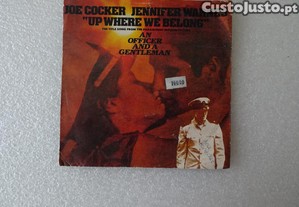 CustoJusto.pt
JOE COCKER JENNIFER WARNES
"UP WHERE WE BELONG"
AN
OFFICER
AND A
GENTLEMAN